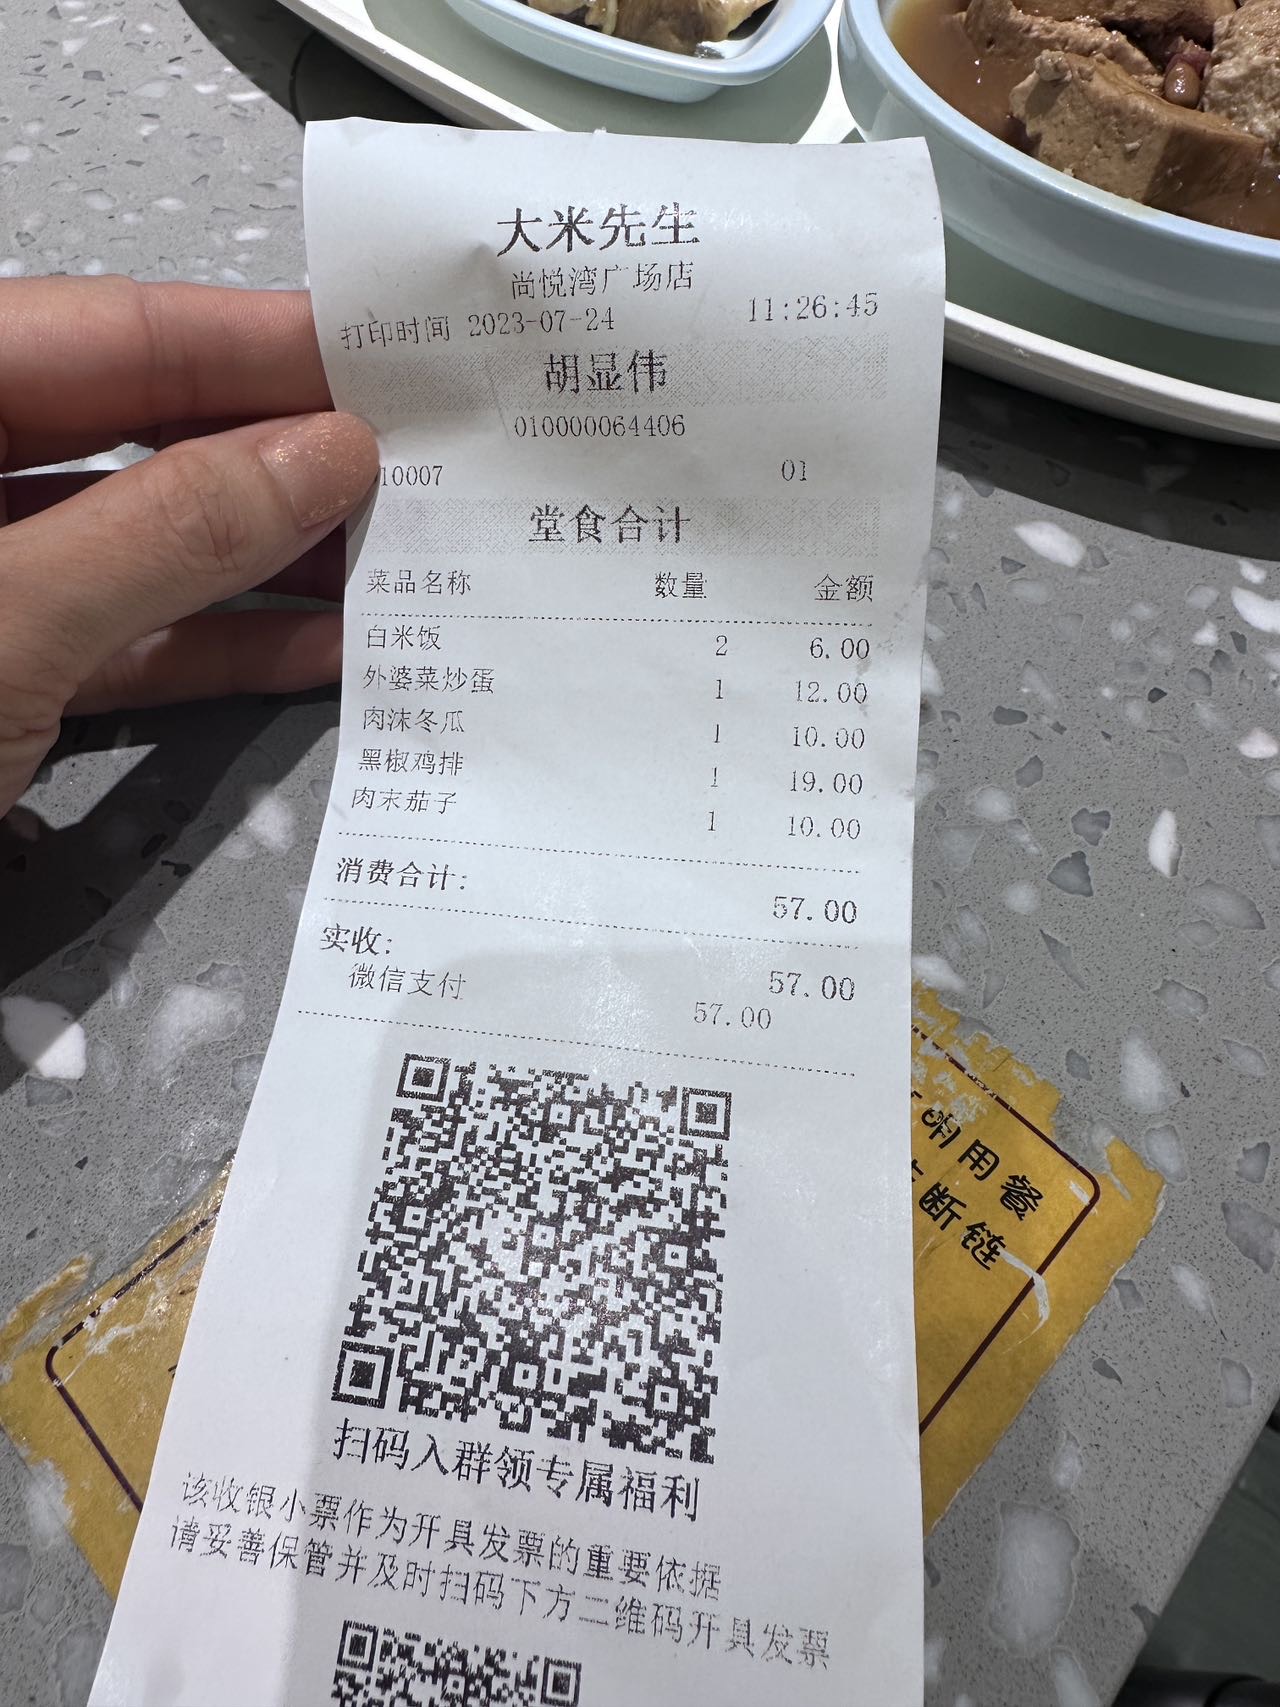 大米先生
尚悦湾广场店
打印时间 2023-07-24 11:26:45
胡显伟
010000064406
10007 01
堂食合计
菜品名称 数量 金额
白米饭 2 6.00
外婆菜炒蛋 1 12.00
肉沫冬瓜 1 10.00
黑椒鸡排 1 19.00
肉末茄子 1 10.00
消费合计: 57.00
实收: 57.00
微信支付 57.00
扫码入群领专属福利
该收银小票作为开具发票的重要依据
请妥善保管并及时扫码下方二维码开具发票
用餐
断链